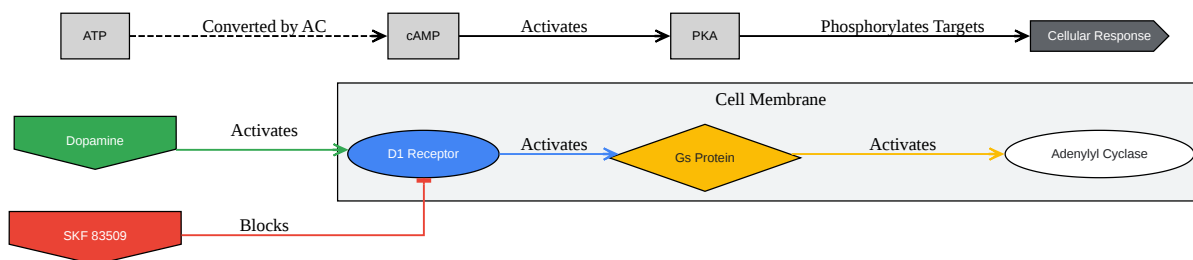 ATP
Converted by AC
cAMP
Activates
PKA
Phosphorylates Targets
Cellular Response
Cell Membrane
Dopamine
Activates
D1 Receptor
Activates
Gs Protein
Activates
Adenylyl Cyclase
SKF 83509
Blocks